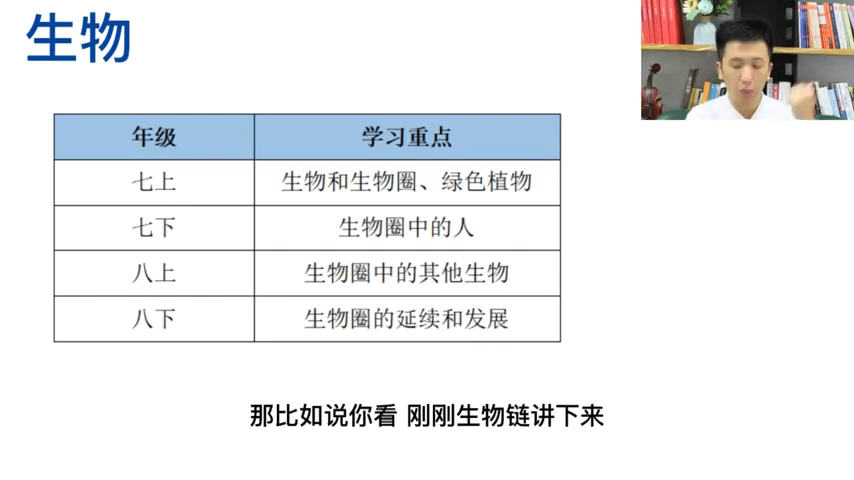 生物
年级 学习重点
七上 生物和生物圈、绿色植物
七下 生物圈中的人
八上 生物圈中的其他生物
八下 生物圈的延续和发展
那比如说你看 刚刚生物链讲下来